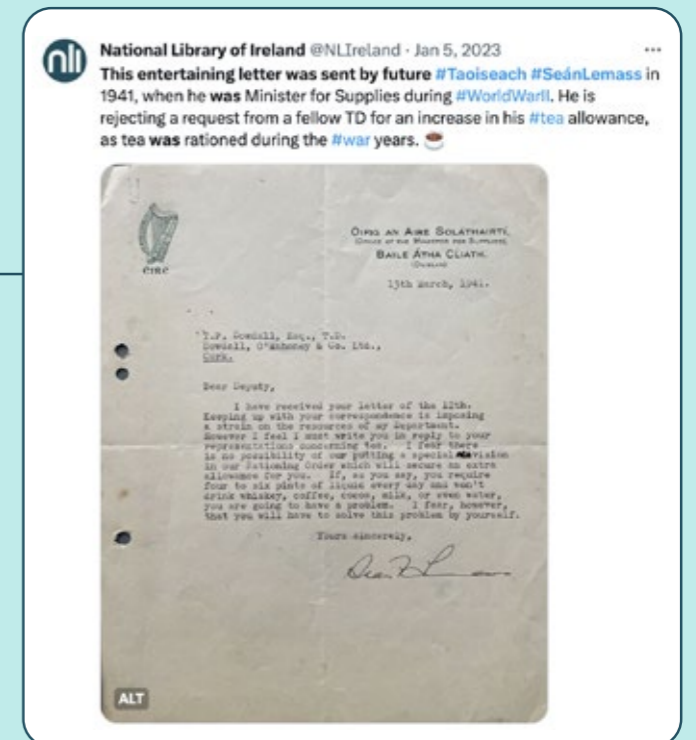 nli
National Library of Ireland @NLIreland · Jan 5, 2023 ...
This entertaining letter was sent by future #Taoiseach #SeánLemass in
1941, when he was Minister for Supplies during #WorldWarII. He is
rejecting a request from a fellow TD for an increase in his #tea allowance,
as tea was rationed during the #war years. ☕
éire
OIFIG AN AIRE SOLÁTHAIRTÍ,
(OFFICE OF THE MINISTER FOR SUPPLIES)
BAILE ÁTHA CLIATH.
(DUBLIN)
13th March, 1941.
T.P. Dowdall, Esq., T.D.
Dowdall, O'Mahoney & Co. Ltd.,
Cork.
Dear Deputy,
I have received your letter of the 12th.
Keeping up with your correspondence is imposing
a strain on the resources of my Department.
However I feel I must write you in reply to your
representations concerning tea. I fear there
is no possibility of our putting a special
in our Rationing Order which will secure an extra
allowance for you. If, as you say, you require
four to six pints of liquid every day and won't
drink whiskey, coffee, cocoa, milk, or even water,
you are going to have a problem. I fear, however,
that you will have to solve this problem by yourself.
Yours sincerely,
ALT